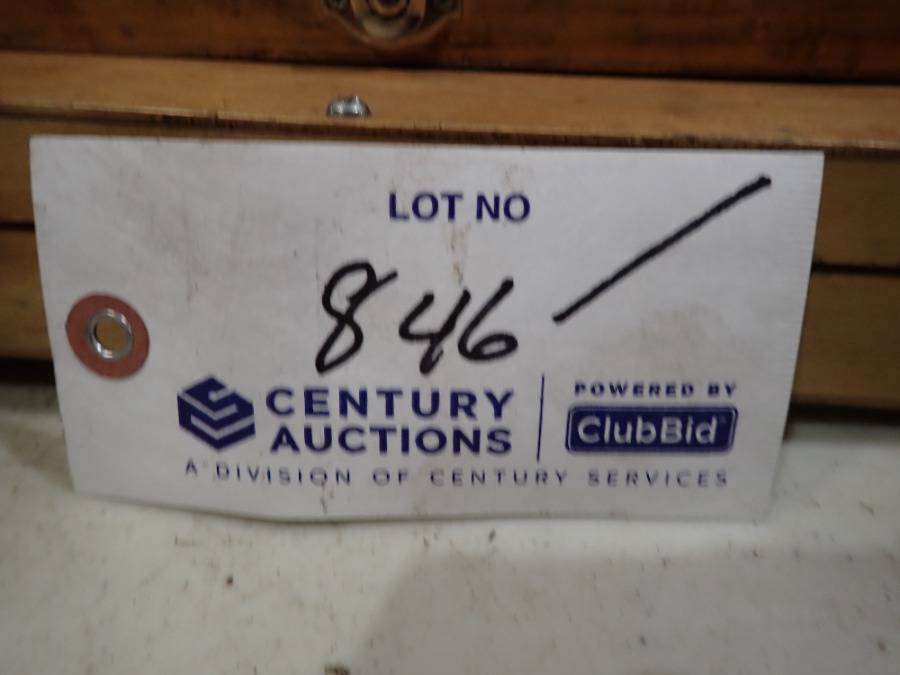 LOT NO
846 /
CENTURY AUCTIONS
POWERED BY
ClubBid
A DIVISION OF CENTURY SERVICES